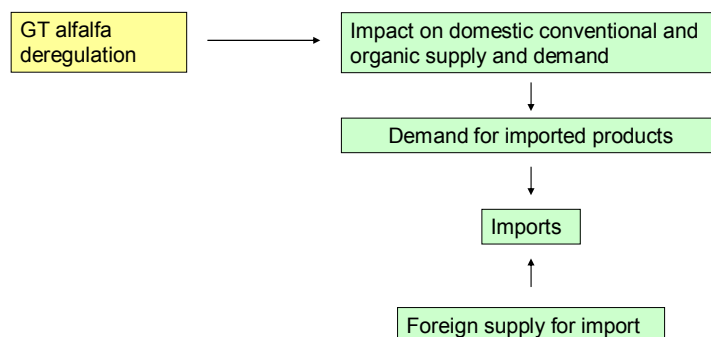 GT alfalfa
deregulation
Impact on domestic conventional and
organic supply and demand
Demand for imported products
Imports
Foreign supply for import